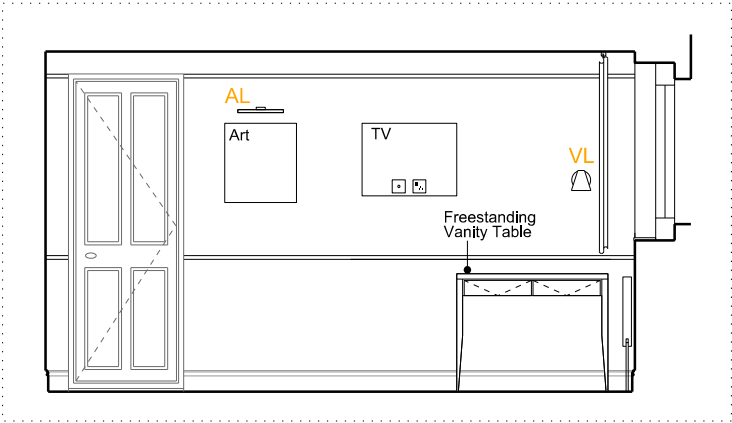 AL
Art
TV
VL
Freestanding
Vanity Table